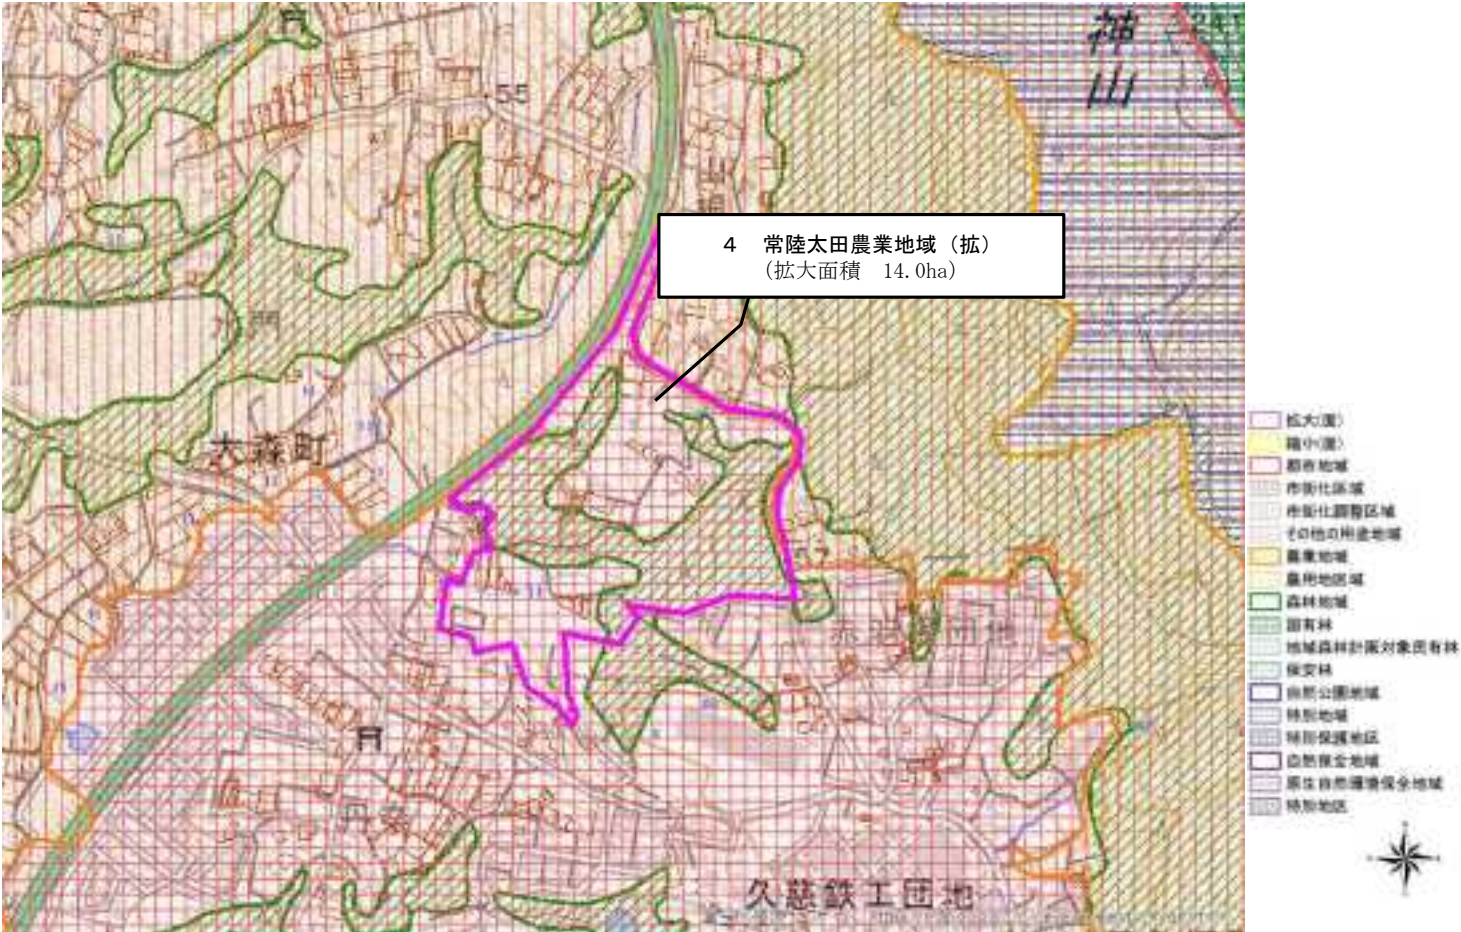 神山
55
4 常陸太田農業地域（拡）
（拡大面積 14.0ha）
大森町
久慈鉄工団地
拡大(面)
縮小(面)
都市地域
市街化区域
市街化調整区域
その他の用途地域
農業地域
農用地区域
森林地域
国有林
地域森林計画対象民有林
保安林
自然公園地域
特別地域
特別保護地区
自然保全地域
原生自然環境保全地域
特別地区